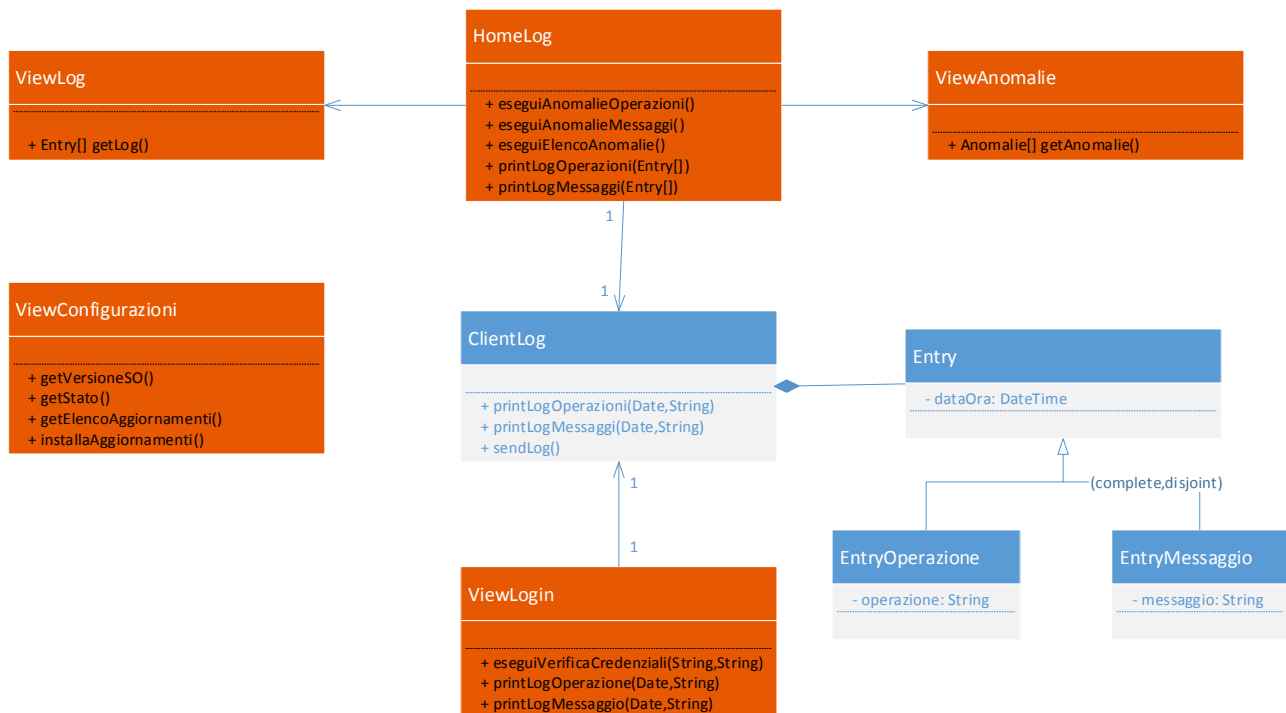 HomeLog
+ eseguiAnomalieOperazioni()
+ eseguiAnomalieMessaggi()
+ eseguiElencoAnomalie()
+ printLogOperazioni(Entry[])
+ printLogMessaggi(Entry[])
ViewLog
+ Entry[] getLog()
ViewAnomalie
+ Anomalie[] getAnomalie()
1
1
ViewConfigurazioni
+ getVersioneSO()
+ getStato()
+ getElencoAggiornamenti()
+ installaAggiornamenti()
ClientLog
+ printLogOperazioni(Date,String)
+ printLogMessaggi(Date,String)
+ sendLog()
Entry
- dataOra: DateTime
(complete,disjoint)
1
1
EntryOperazione
- operazione: String
EntryMessaggio
- messaggio: String
ViewLogin
+ eseguiVerificaCredenziali(String,String)
+ printLogOperazione(Date,String)
+ printLogMessaggio(Date,String)